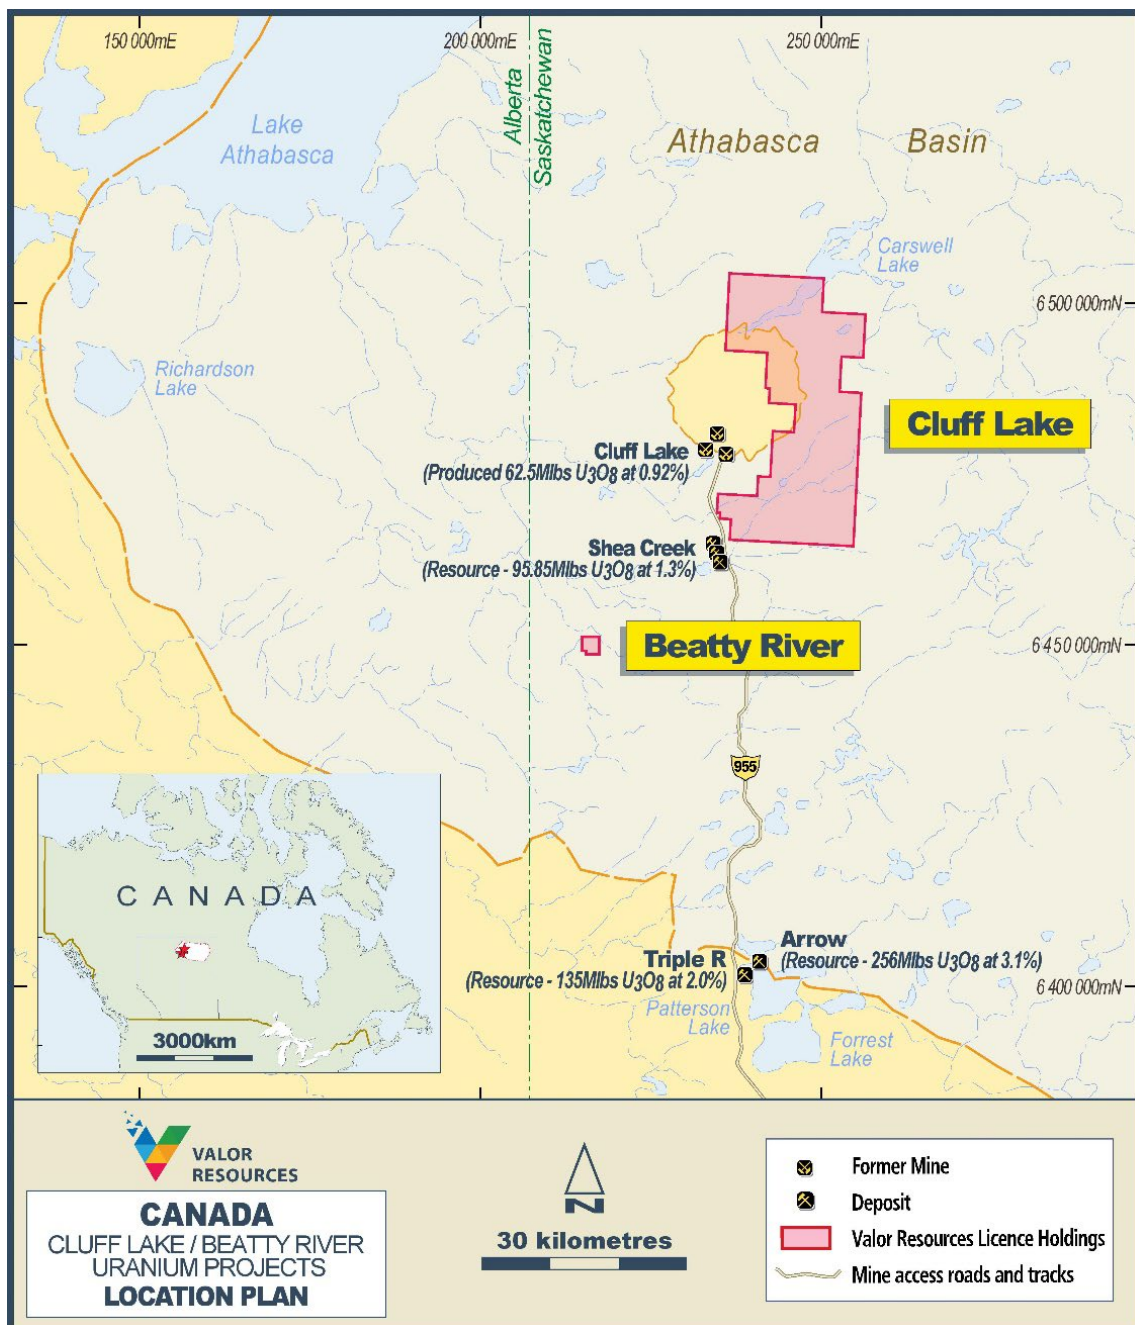 150 000mE
200 000mE
250 000mE
Alberta
Saskatchewan
Lake
Athabasca
Athabasca Basin
Carswell
Lake
6 500 000mN
Richardson
Lake
Cluff Lake
Cluff Lake
(Produced 62.5Mlbs U3O8 at 0.92%)
Shea Creek
(Resource - 95.85Mlbs U3O8 at 1.3%)
Beatty River
6 450 000mN
955
CANADA
3000km
Arrow
(Resource - 256Mlbs U3O8 at 3.1%)
Triple R
(Resource - 135Mlbs U3O8 at 2.0%)
6 400 000mN
Patterson
Lake
Forrest
Lake
VALOR
RESOURCES
CANADA
CLUFF LAKE / BEATTY RIVER
URANIUM PROJECTS
LOCATION PLAN
N
30 kilometres
Former Mine
Deposit
Valor Resources Licence Holdings
Mine access roads and tracks